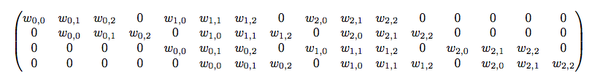 w0,0 w0,1 w0,2 0 w1,0 w1,1 w1,2 0 w2,0 w2,1 w2,2 0 0 0 0 0
0 w0,0 w0,1 w0,2 0 w1,0 w1,1 w1,2 0 w2,0 w2,1 w2,2 0 0 0 0
0 0 0 0 w0,0 w0,1 w0,2 0 w1,0 w1,1 w1,2 0 w2,0 w2,1 w2,2 0
0 0 0 0 0 w0,0 w0,1 w0,2 0 w1,0 w1,1 w1,2 0 w2,0 w2,1 w2,2